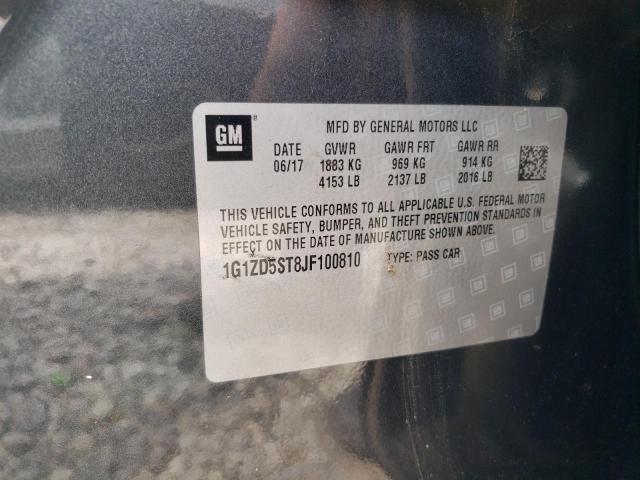 GM
MFD BY GENERAL MOTORS LLC
DATE GVWR GAWR FRT GAWR RR
06/17 1883 KG 969 KG 914 KG
4153 LB 2137 LB 2016 LB
THIS VEHICLE CONFORMS TO ALL APPLICABLE U.S. FEDERAL MOTOR
VEHICLE SAFETY, BUMPER, AND THEFT PREVENTION STANDARDS IN
EFFECT ON THE DATE OF MANUFACTURE SHOWN ABOVE.
1G1ZD5ST8JF100810 TYPE: PASS CAR